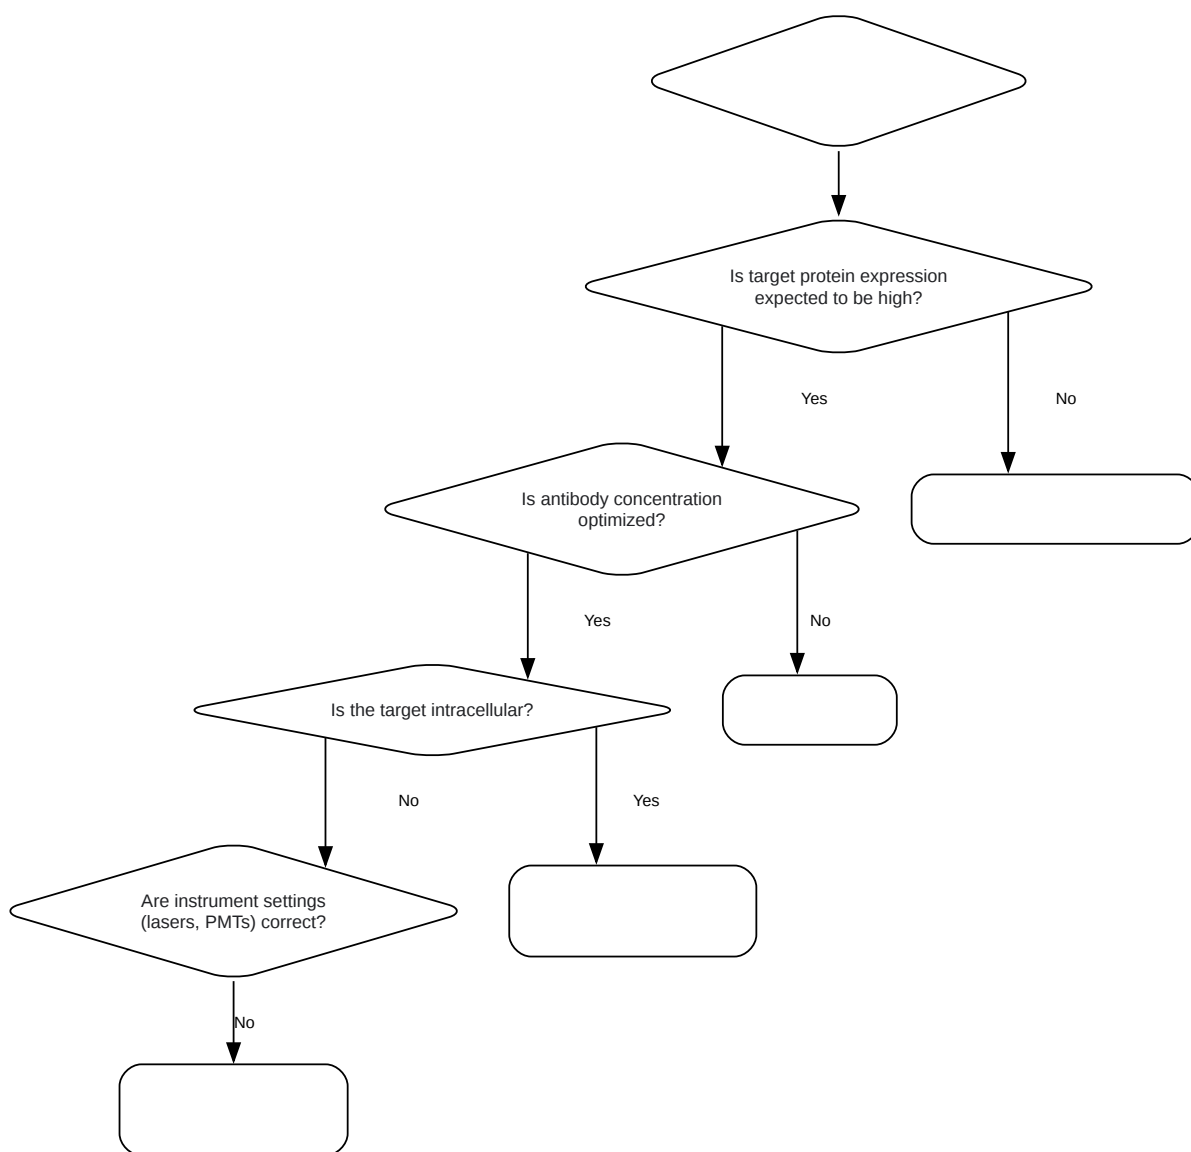 Is target protein expression
expected to be high?
Yes
No
Is antibody concentration
optimized?
Yes
No
Is the target intracellular?
No
Yes
Are instrument settings
(lasers, PMTs) correct?
No